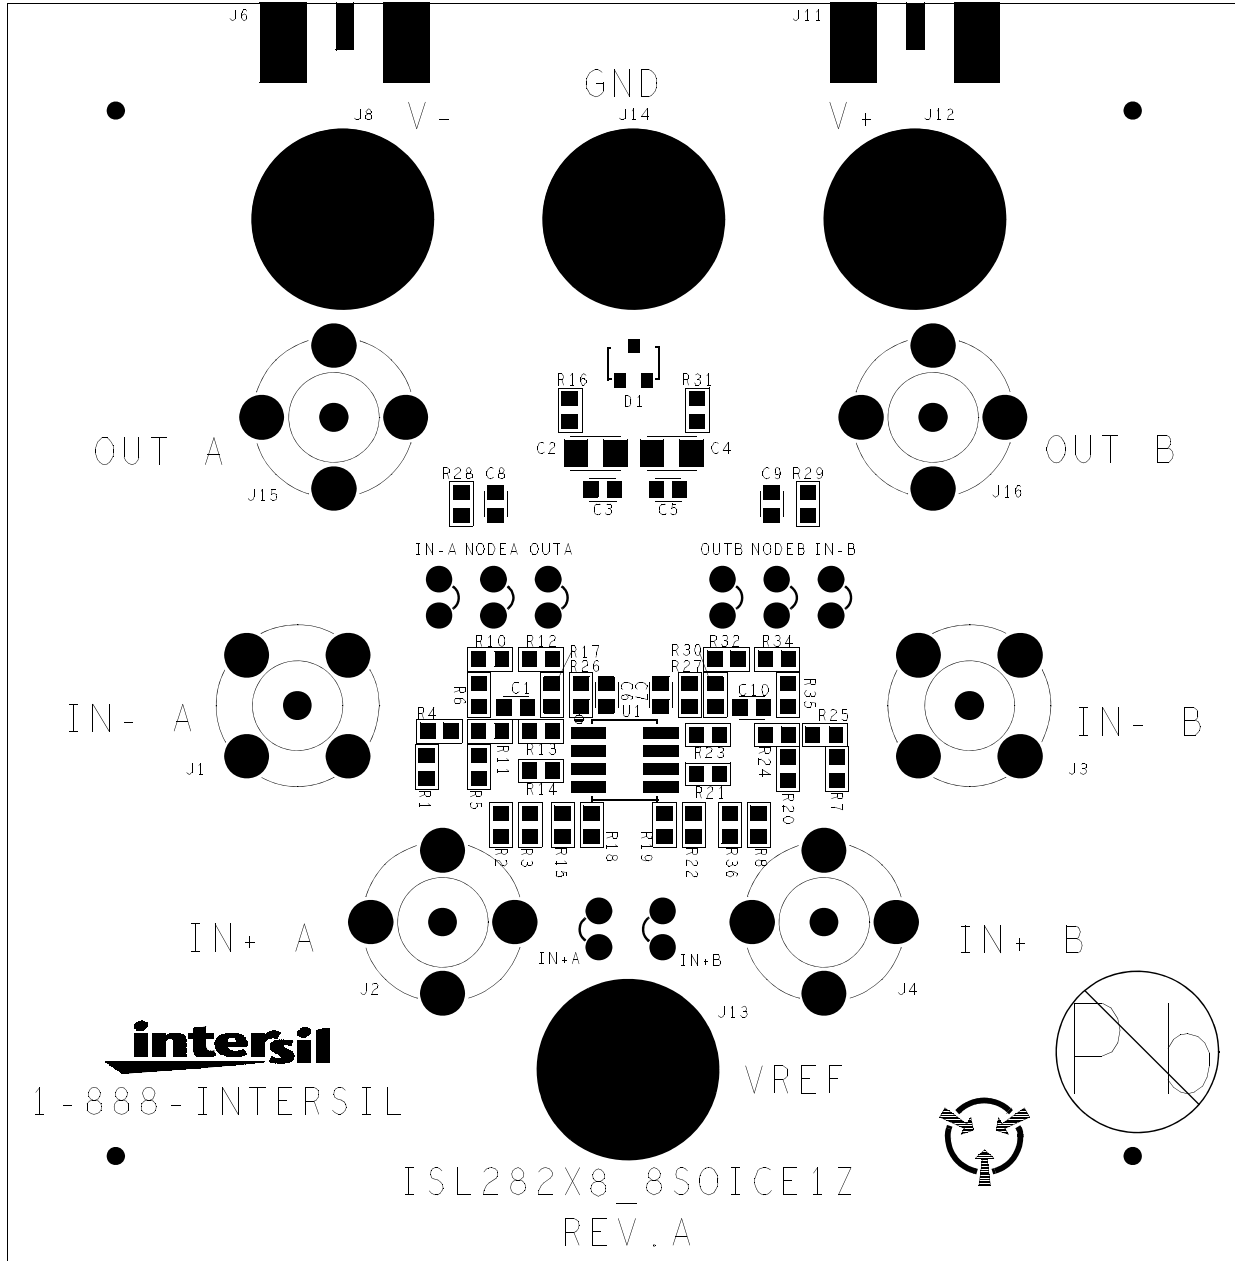 J6
J11
GND
J8
V-
J14
V+
J12
R16
R31
D1
OUT A
C2
C4
OUT B
R28
C8
C9
R29
J15
J16
C3
C5
IN-A NODEA OUTA
OUTB NODEB IN-B
R10
R12
R17
R30
R32
R34
R26
R27
R6
C1
C6
C7
C10
R35
U1
IN- A
R4
R25
IN- B
R11
R13
R23
R24
J1
J3
R1
R5
R14
R21
R20
R7
R2
R3
R15
R18
R19
R22
R36
R8
IN+ A
IN+ B
IN+A
IN+B
J2
J4
J13
intersil
Pb
VREF
1-888-INTERSIL
ISL282X8_8SOICE1Z
REV.A